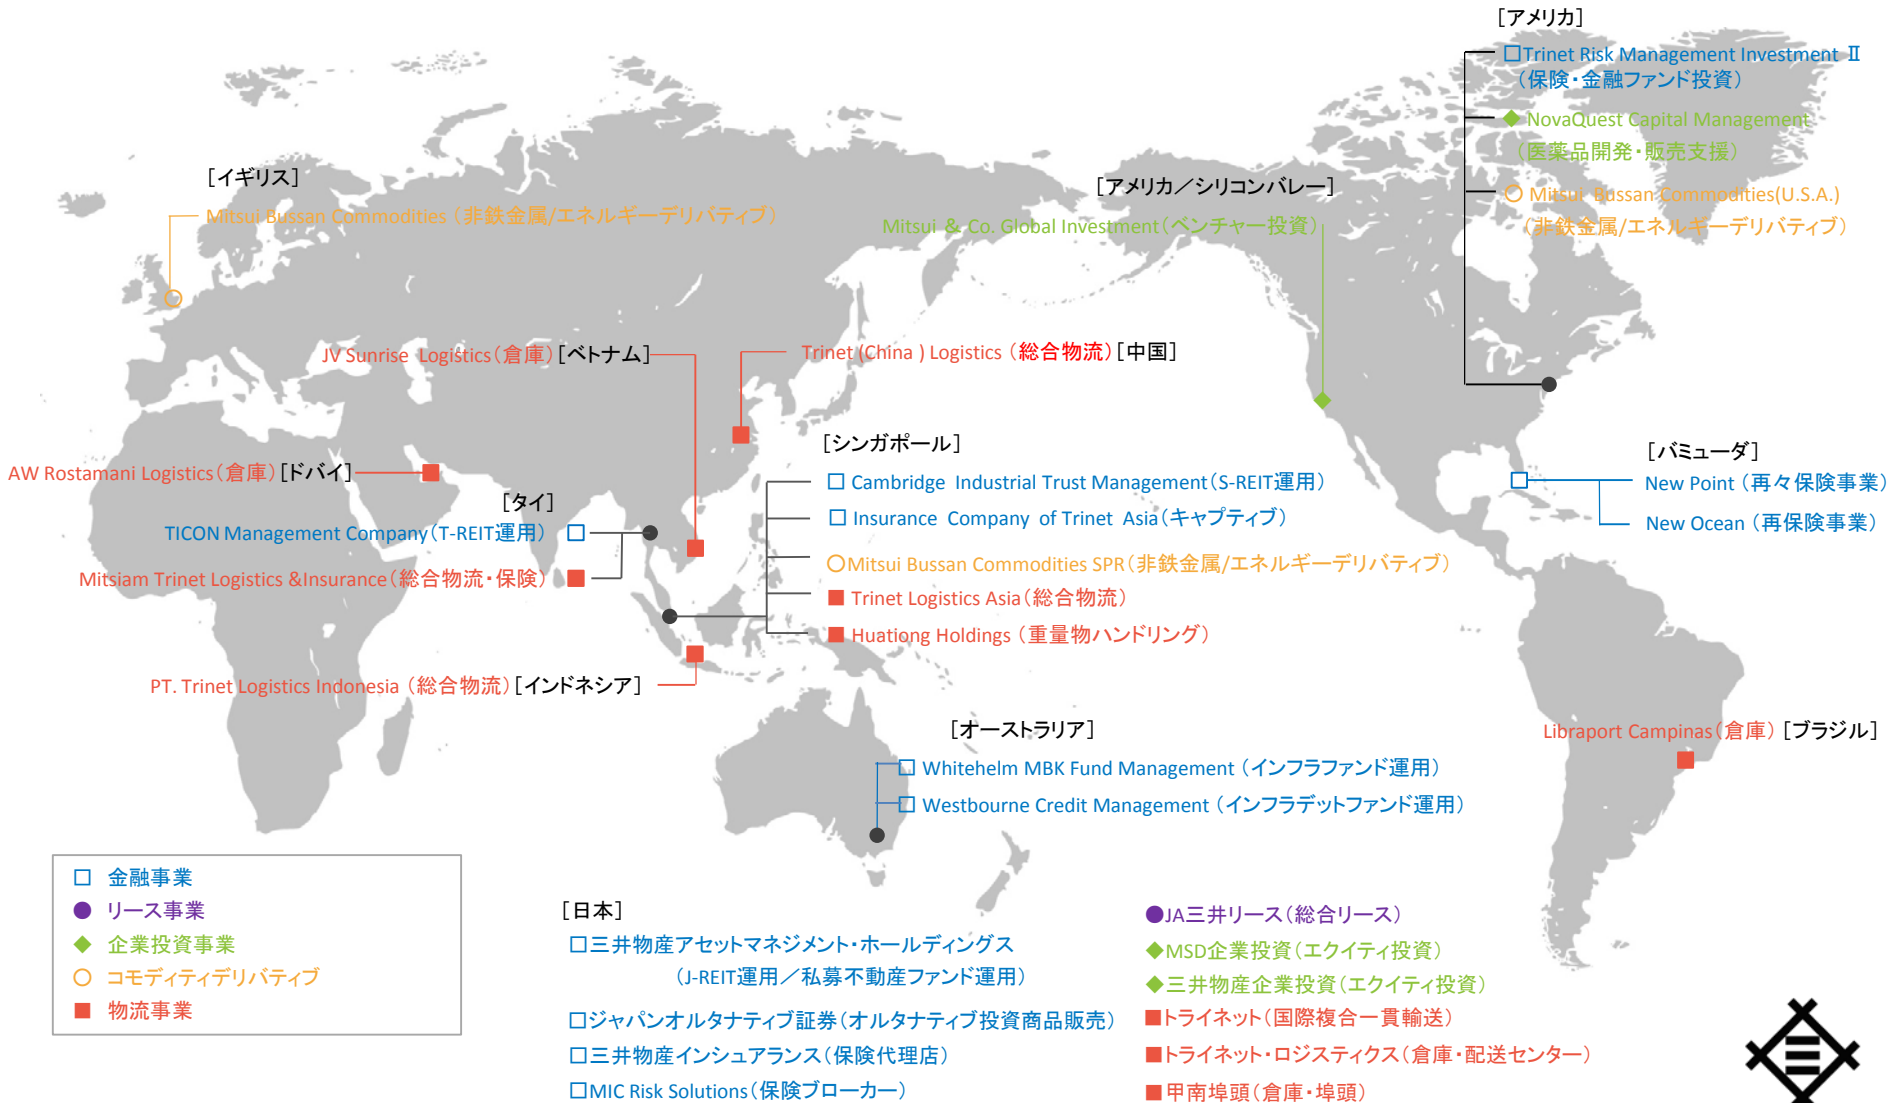 ［アメリカ］
□Trinet Risk Management Investment Ⅱ
（保険・金融ファンド投資）
◆ NovaQuest Capital Management
（医薬品開発・販売支援）
○ Mitsui Bussan Commodities(U.S.A.)
（非鉄金属/エネルギーデリバティブ）
［イギリス］
Mitsui Bussan Commodities（非鉄金属/エネルギーデリバティブ）
［アメリカ／シリコンバレー］
Mitsui & Co. Global Investment（ベンチャー投資）
JV Sunrise Logistics（倉庫）［ベトナム］
Trinet (China ) Logistics（総合物流）［中国］
AW Rostamani Logistics（倉庫）［ドバイ］
［タイ］
TICON Management Company（T-REIT運用） □
Mitsiam Trinet Logistics &Insurance（総合物流・保険） ■
PT. Trinet Logistics Indonesia （総合物流）［インドネシア］
［シンガポール］
□ Cambridge Industrial Trust Management（S-REIT運用）
□ Insurance Company of Trinet Asia（キャプティブ）
○Mitsui Bussan Commodities SPR（非鉄金属/エネルギーデリバティブ）
■ Trinet Logistics Asia（総合物流）
■ Huationg Holdings （重量物ハンドリング）
［バミューダ］
New Point （再々保険事業）
New Ocean （再保険事業）
［オーストラリア］
□ Whitehelm MBK Fund Management （インフラファンド運用）
□ Westbourne Credit Management （インフラデットファンド運用）
Libraport Campinas（倉庫）［ブラジル］
□ 金融事業
● リース事業
◆ 企業投資事業
○ コモディティデリバティブ
■ 物流事業
［日本］
□三井物産アセットマネジメント・ホールディングス
（J-REIT運用／私募不動産ファンド運用）
□ジャパンオルタナティブ証券（オルタナティブ投資商品販売）
□三井物産インシュアランス（保険代理店）
□MIC Risk Solutions（保険ブローカー）
●JA三井リース（総合リース）
◆MSD企業投資（エクイティ投資）
◆三井物産企業投資（エクイティ投資）
■トライネット（国際複合一貫輸送）
■トライネット・ロジスティクス（倉庫・配送センター）
■甲南埠頭（倉庫・埠頭）